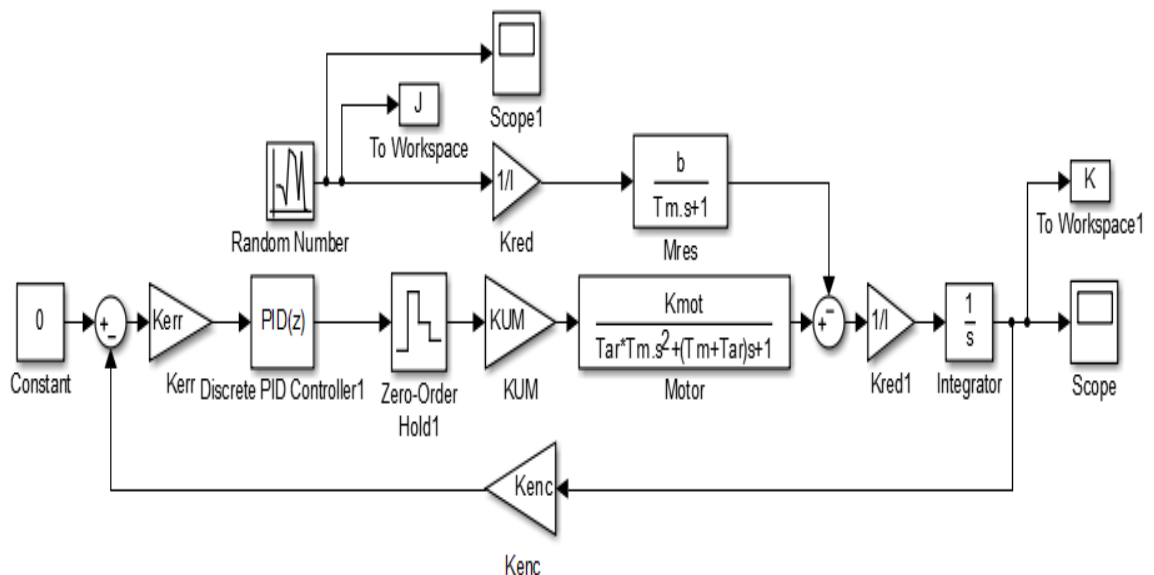 Scope1
J
To Workspace
Random Number
1/I
Kred
b
Tm.s+1
Mres
K
To Workspace1
0
Constant
+
−
Kerr
Kerr
PID(z)
Discrete PID Controller1
Zero-Order
Hold1
KUM
KUM
Kmot
Tar*Tm.s2+(Tm+Tar)s+1
Motor
+
−
1/I
Kred1
1
s
Integrator
Scope
Kenc
Kenc